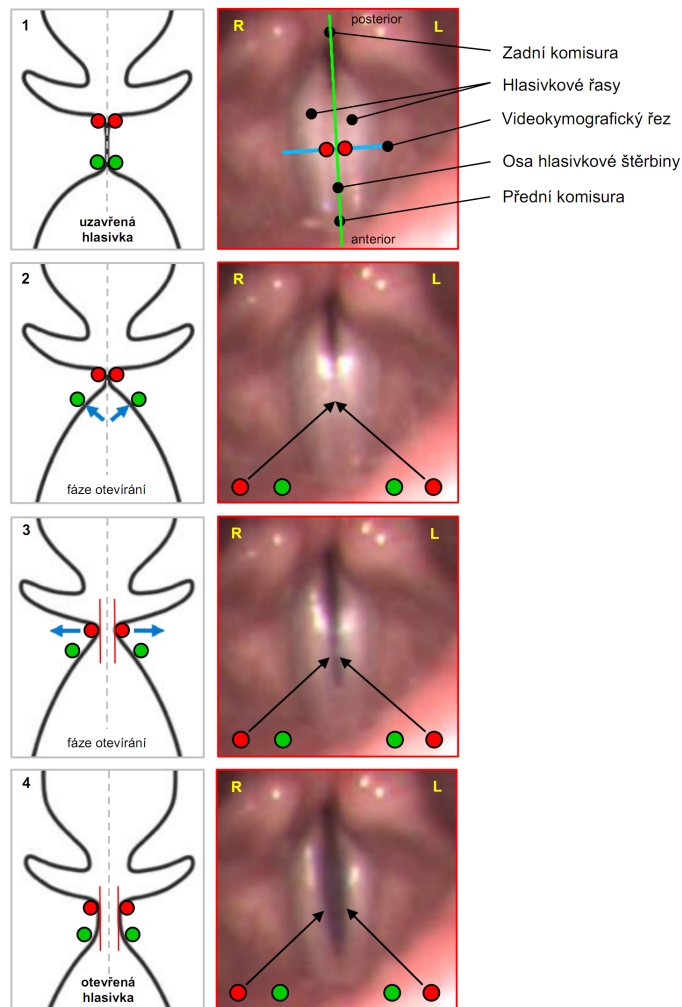 1
uzavřená
hlasivka
R
posterior
L
anterior
Zadní komisura
Hlasivkové řasy
Videokymografický řez
Osa hlasivkové štěrbiny
Přední komisura
2
fáze otevírání
R
L
3
fáze otevírání
R
L
4
otevřená
hlasivka
R
L